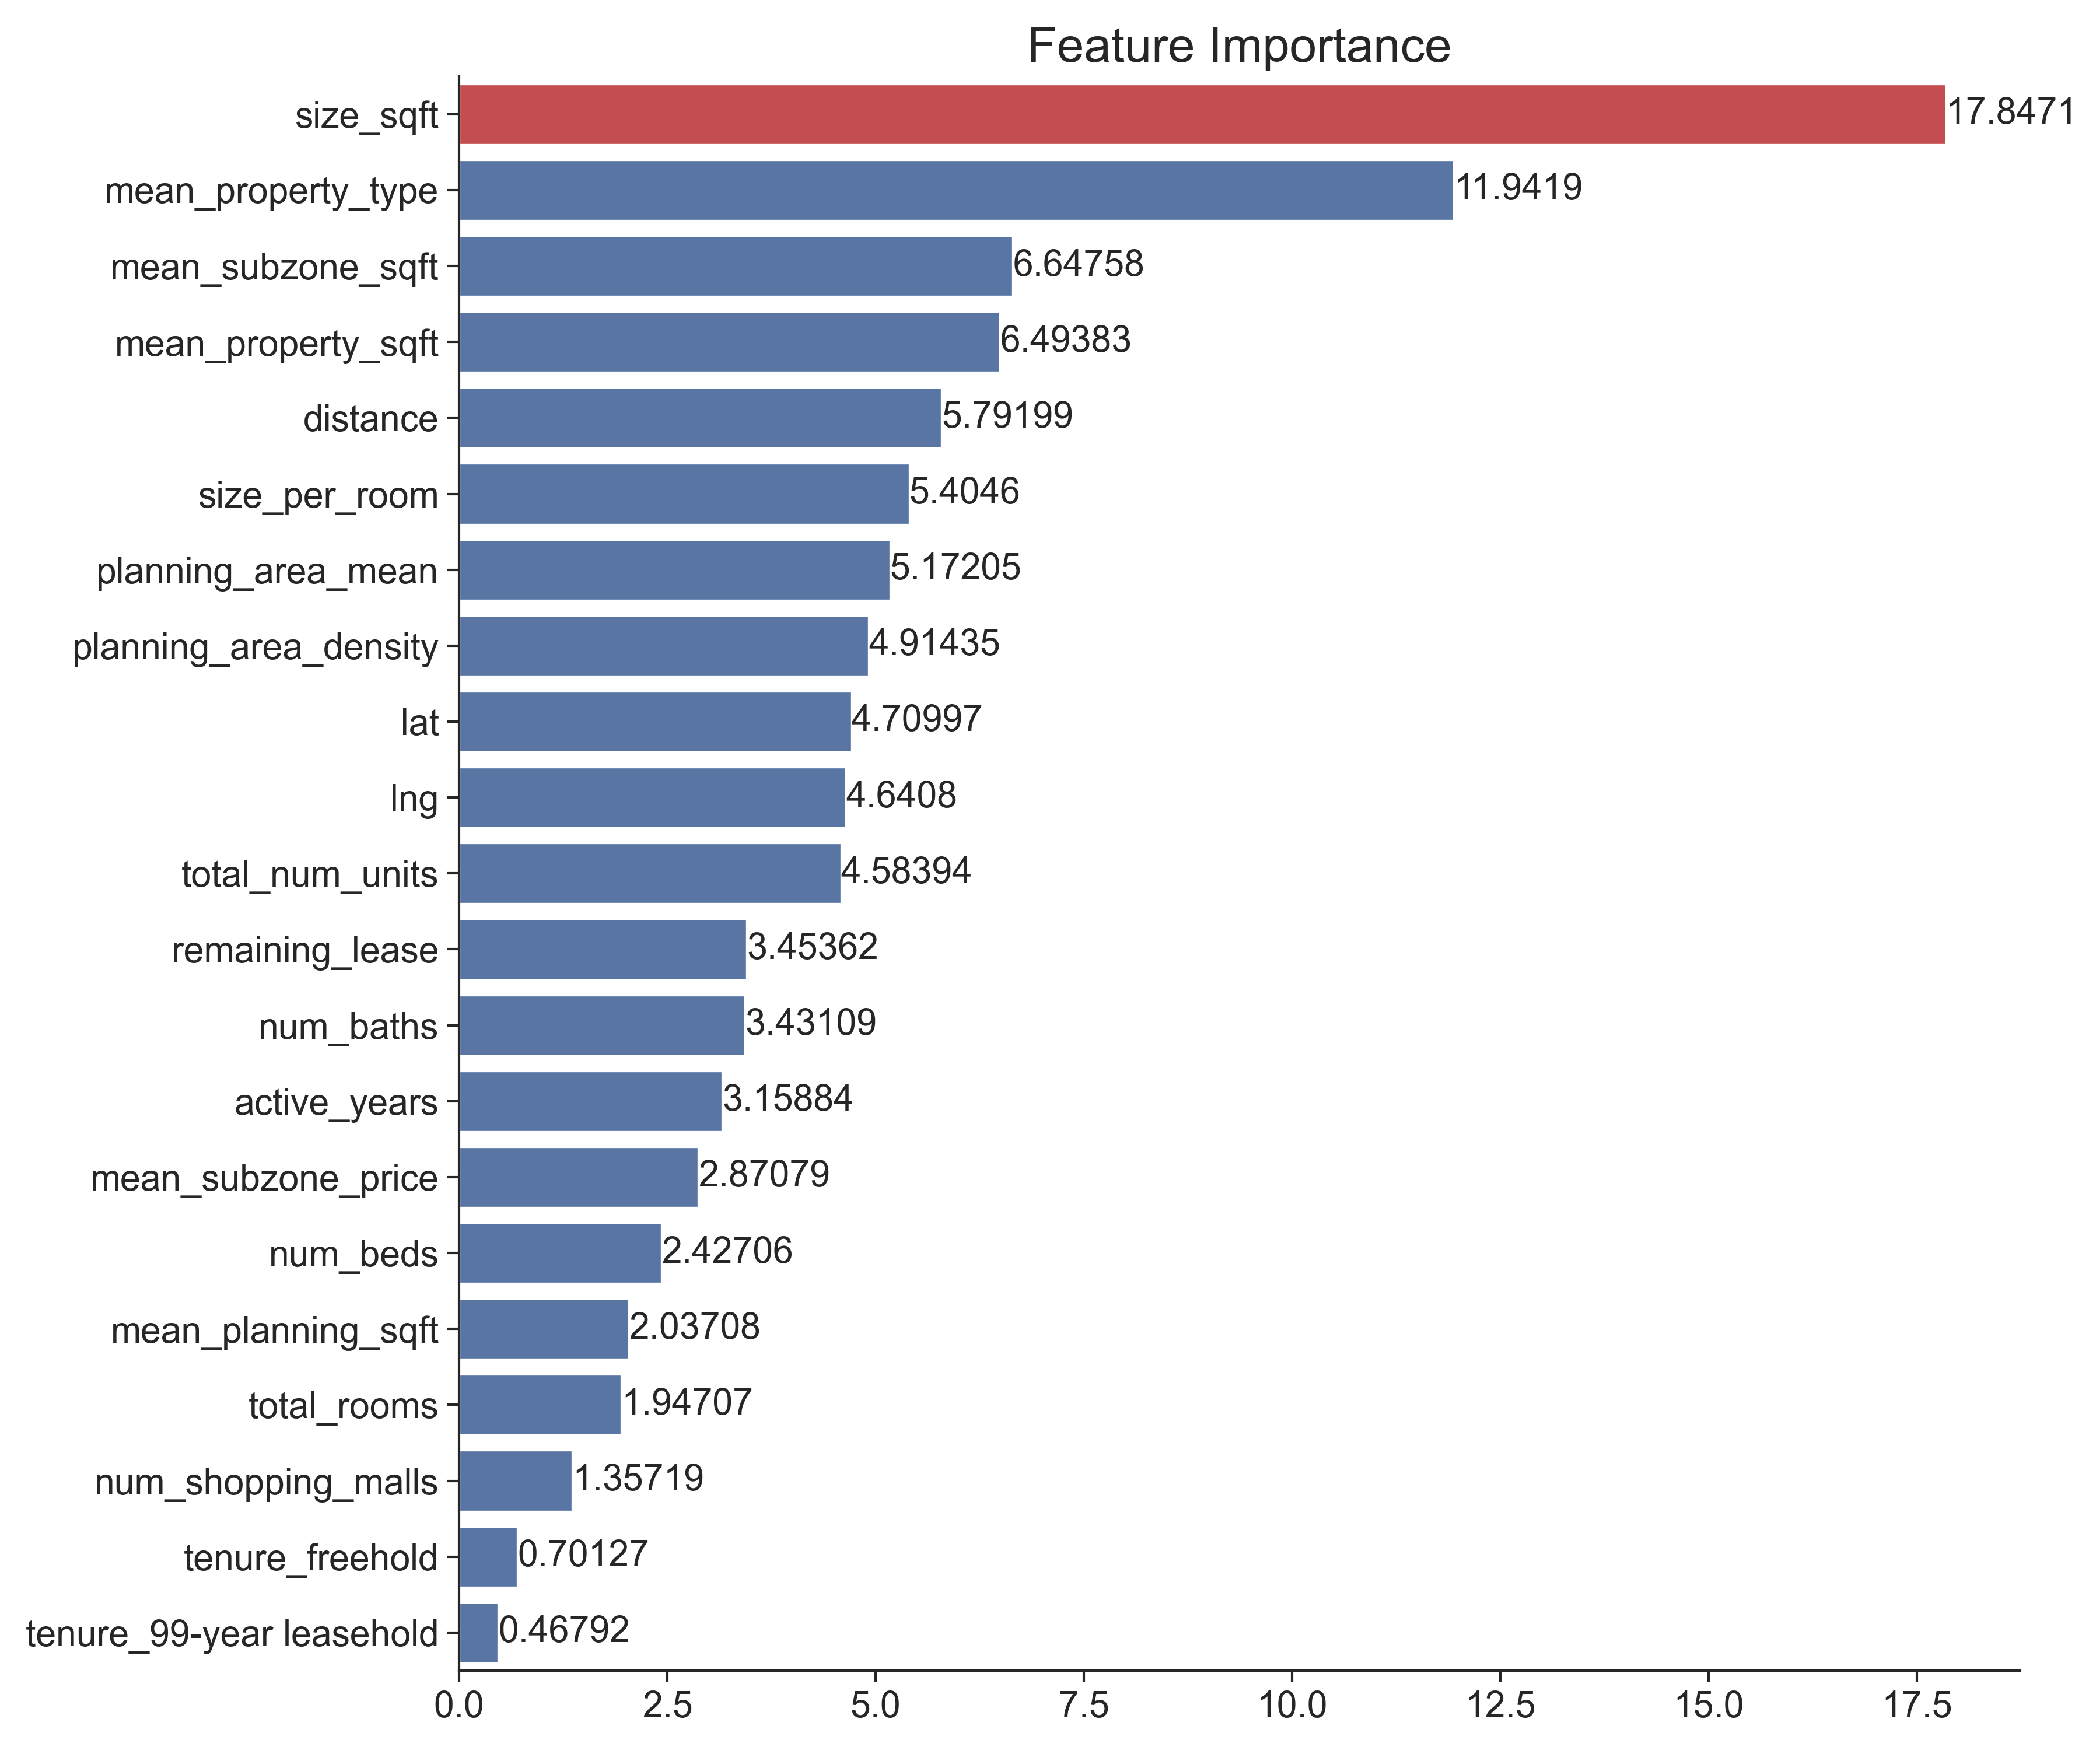 Feature Importance
size_sqft 17.8471
mean_property_type 11.9419
mean_subzone_sqft 6.64758
mean_property_sqft 6.49383
distance 5.79199
size_per_room 5.4046
planning_area_mean 5.17205
planning_area_density 4.91435
lat 4.70997
lng 4.6408
total_num_units 4.58394
remaining_lease 3.45362
num_baths 3.43109
active_years 3.15884
mean_subzone_price 2.87079
num_beds 2.42706
mean_planning_sqft 2.03708
total_rooms 1.94707
num_shopping_malls 1.35719
tenure_freehold 0.70127
tenure_99-year leasehold 0.46792
0.0 2.5 5.0 7.5 10.0 12.5 15.0 17.5